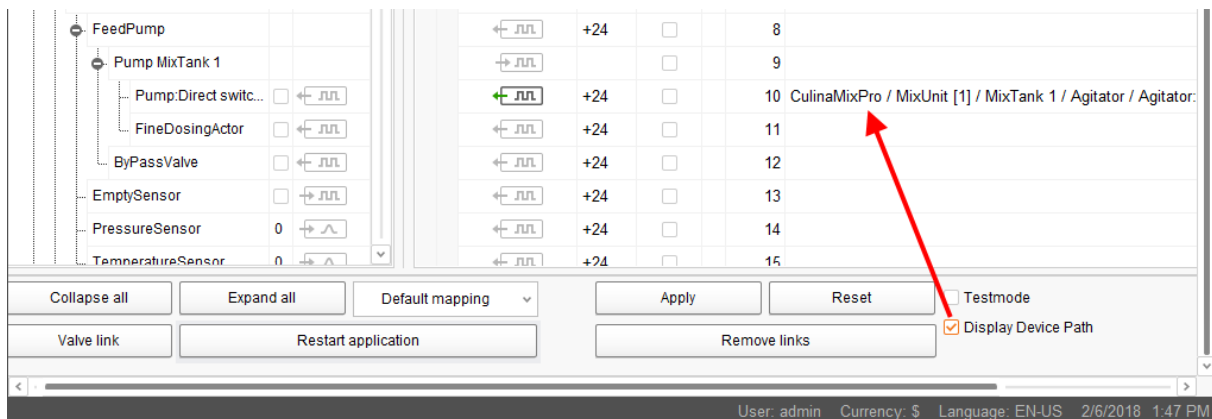 FeedPump +24 8
Pump MixTank 1 9
Pump:Direct switc... +24 10 CulinaMixPro / MixUnit [1] / MixTank 1 / Agitator / Agitator:
FineDosingActor +24 11
ByPassValve +24 12
EmptySensor +24 13
PressureSensor 0 +24 14
TemperatureSensor 0 +24 15
Collapse all Expand all Default mapping Apply Reset Testmode
Valve link Restart application Remove links Display Device Path
User: admin Currency: $ Language: EN-US 2/6/2018 1:47 PM